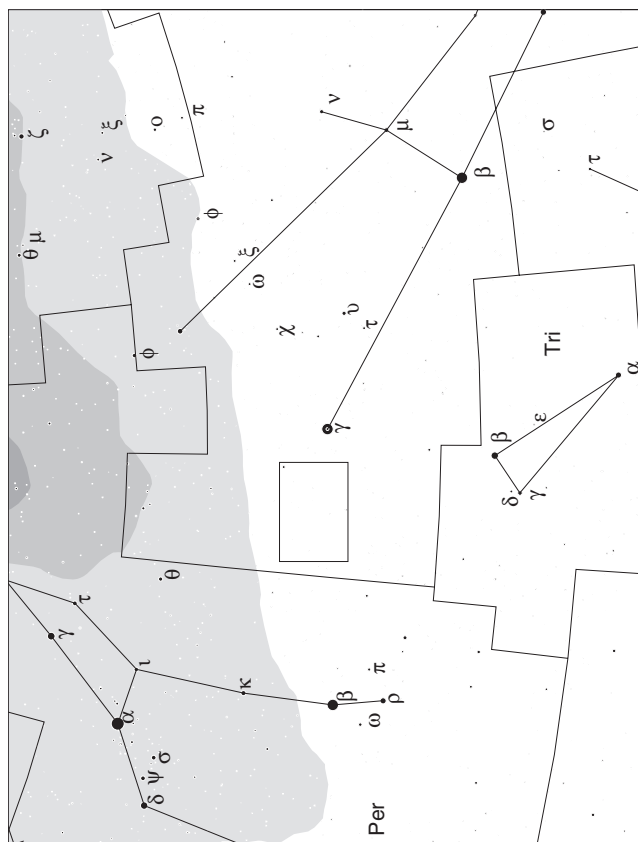 ν
π
ο
σ
ξ
μ
ζ
ν
τ
β
φ
θ μ
ξ
ω
υ
τ
χ
Tri
φ
α
ε
γ
β
γ
δ
θ
τ
γ
ι
π
κ
β
ρ
α
ω
σ
ψ
δ
Per